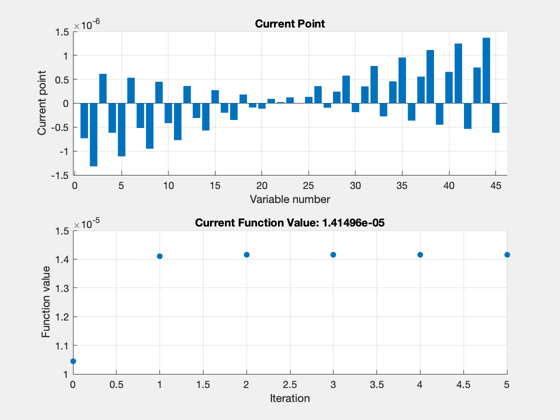 Current Point
×10^-6
1.5
1
0.5
0
-0.5
-1
-1.5
Current point
0 5 10 15 20 25 30 35 40 45
Variable number
Current Function Value: 1.41496e-05
×10^-5
1.5
1.4
1.3
1.2
1.1
1
Function value
0 0.5 1 1.5 2 2.5 3 3.5 4 4.5 5
Iteration